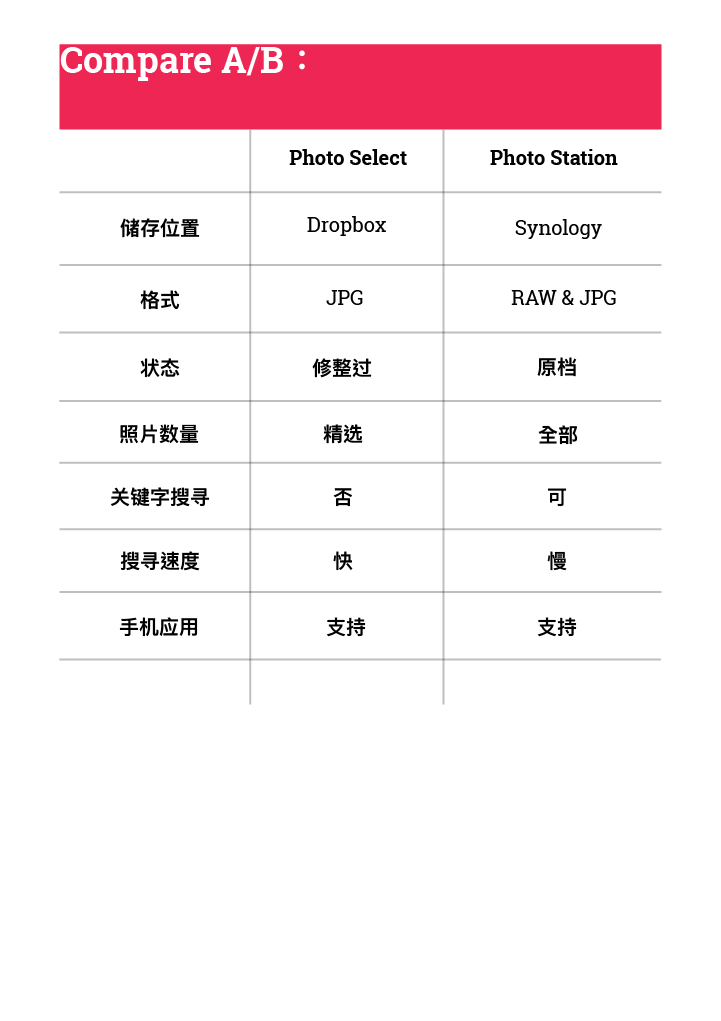 Compare A/B：
Photo Select Photo Station
储存位置 Dropbox Synology
格式 JPG RAW & JPG
状态 修整过 原档
照片数量 精选 全部
关键字搜寻 否 可
搜寻速度 快 慢
手机应用 支持 支持